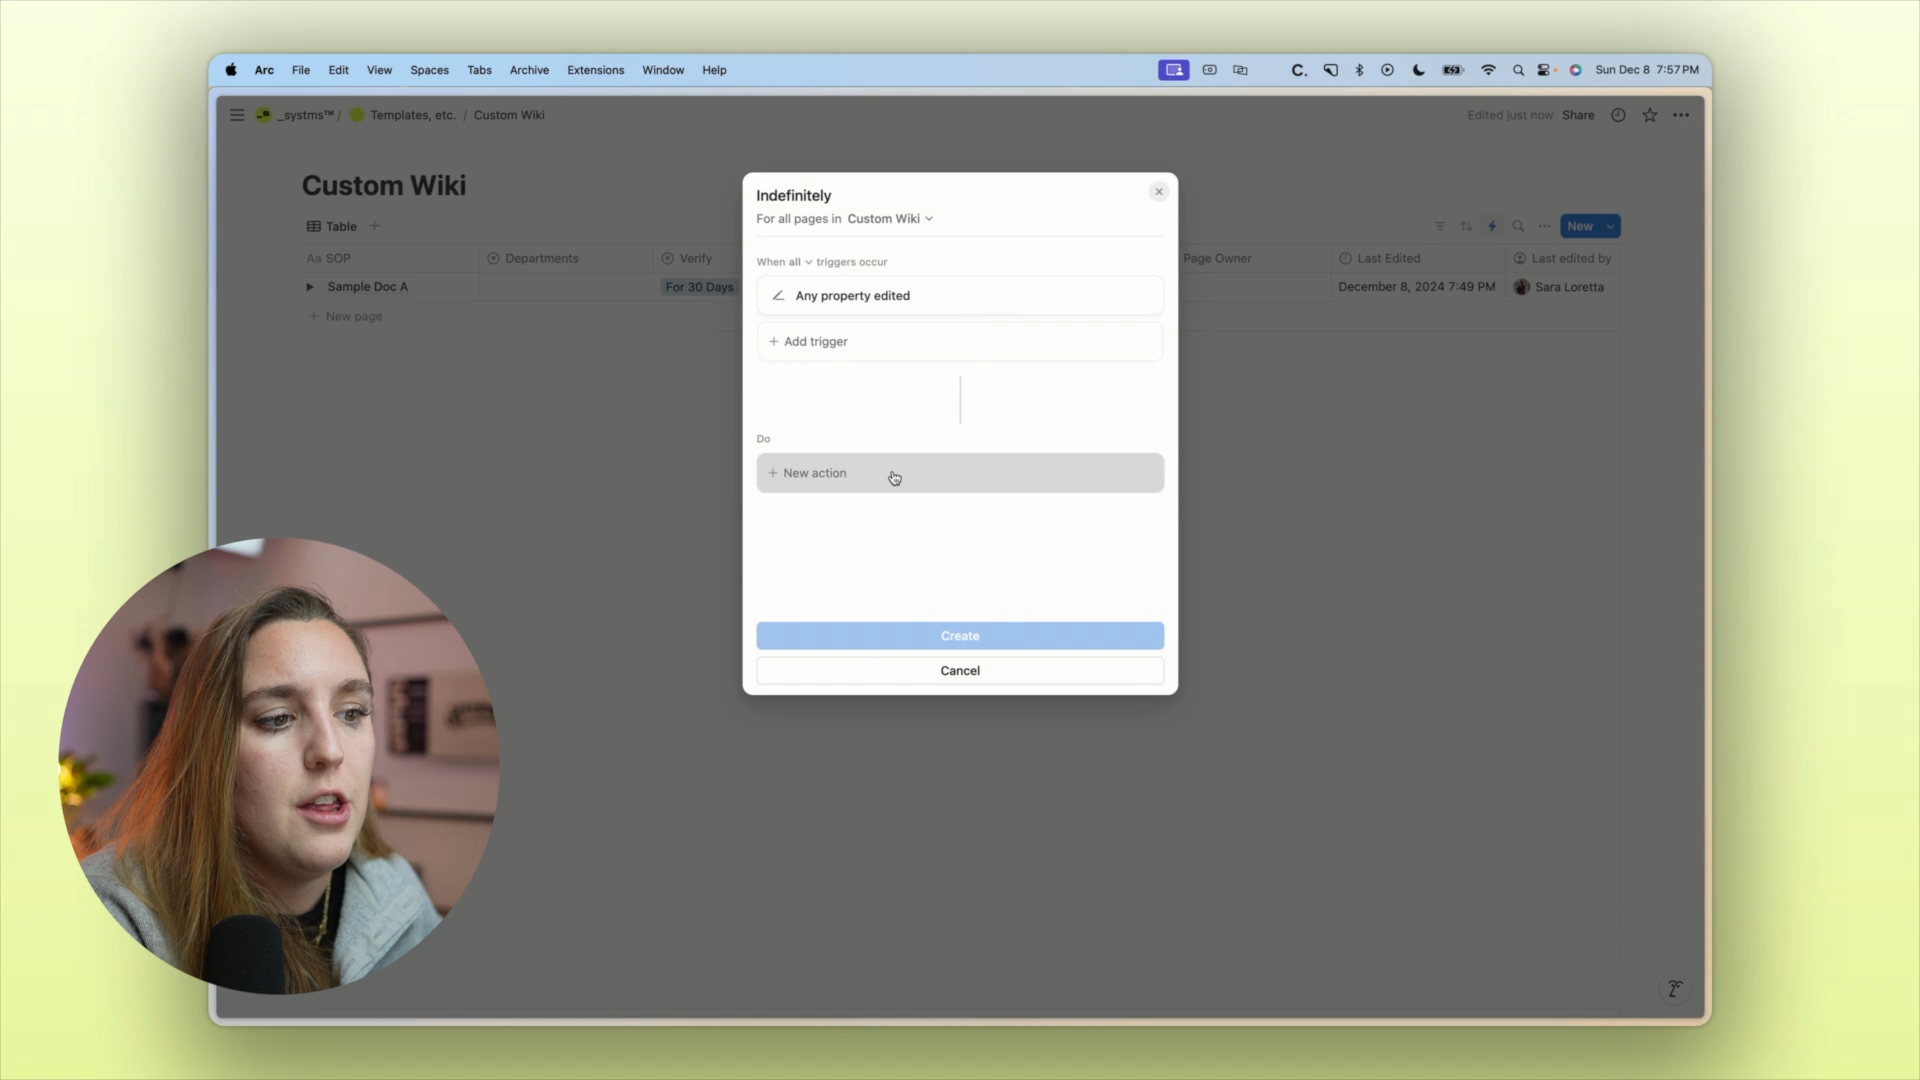 Arc File Edit View Spaces Tabs Archive Extensions Window Help
C.
Sun Dec 8 7:57 PM
_systms™ / Templates, etc. / Custom Wiki
Edited just now Share
Custom Wiki
Table
New
Aa SOP
Departments
Verify
Page Owner
Last Edited
Last edited by
Sample Doc A
For 30 Days
December 8, 2024 7:49 PM
Sara Loretta
New page
Indefinitely
For all pages in Custom Wiki
When all triggers occur
Any property edited
Add trigger
Do
New action
Create
Cancel